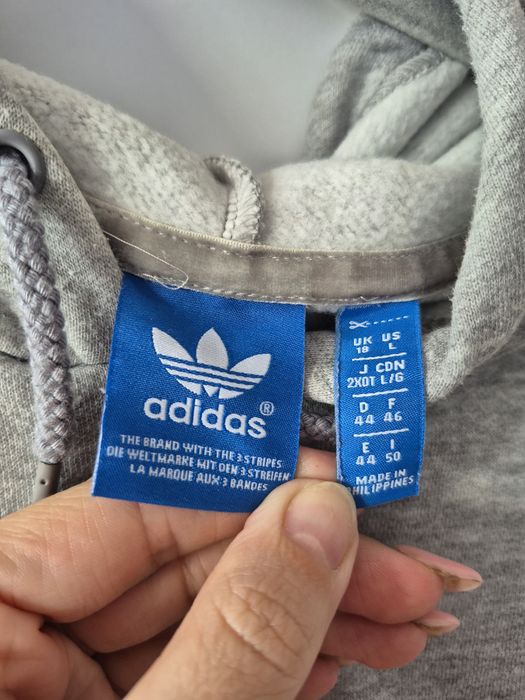 adidas®
THE BRAND WITH THE 3 STRIPES
DIE WELTMARKE MIT DEN 3 STREIFEN
LA MARQUE AUX 3 BANDES
UK US
18 L
J CDN
2XOT L/G
D F
44 46
E I
44 50
MADE IN
PHILIPPINES